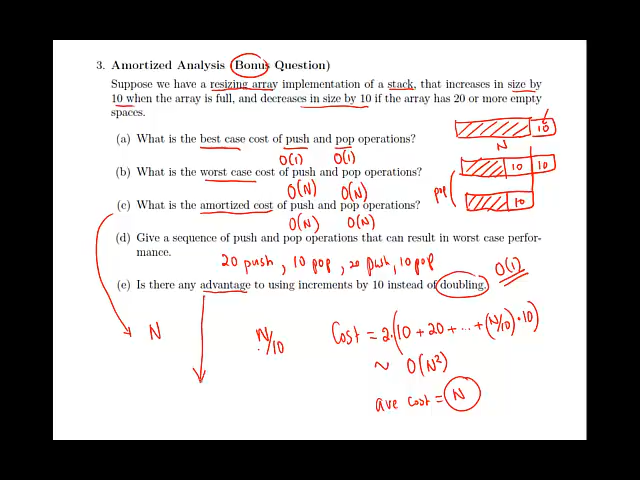 3. Amortized Analysis (Bonus Question)
Suppose we have a resizing array implementation of a stack, that increases in size by
10 when the array is full, and decreases in size by 10 if the array has 20 or more empty
spaces.
10
N
(a) What is the best case cost of push and pop operations?
O(1) O(1)
10 10
(b) What is the worst case cost of push and pop operations?
O(N) O(N)
pop
10
(c) What is the amortized cost of push and pop operations?
O(N) O(N)
(d) Give a sequence of push and pop operations that can result in worst case perfor-
mance.
20 push, 10 pop, 20 push, 10 pop
O(1)
(e) Is there any advantage to using increments by 10 instead of doubling.
N
N/10
Cost = 2·(10 + 20 + ... + (N/10)·10)
~ O(N²)
ave cost = N